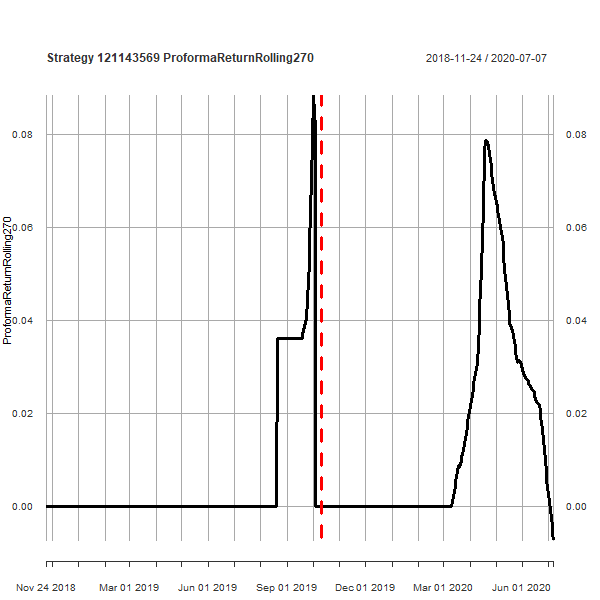 Strategy 121143569 ProformaReturnRolling270
2018-11-24 / 2020-07-07
ProformaReturnRolling270
0.08
0.06
0.04
0.02
0.00
0.08
0.06
0.04
0.02
0.00
Nov 24 2018
Mar 01 2019
Jun 01 2019
Sep 01 2019
Dec 01 2019
Mar 01 2020
Jun 01 2020